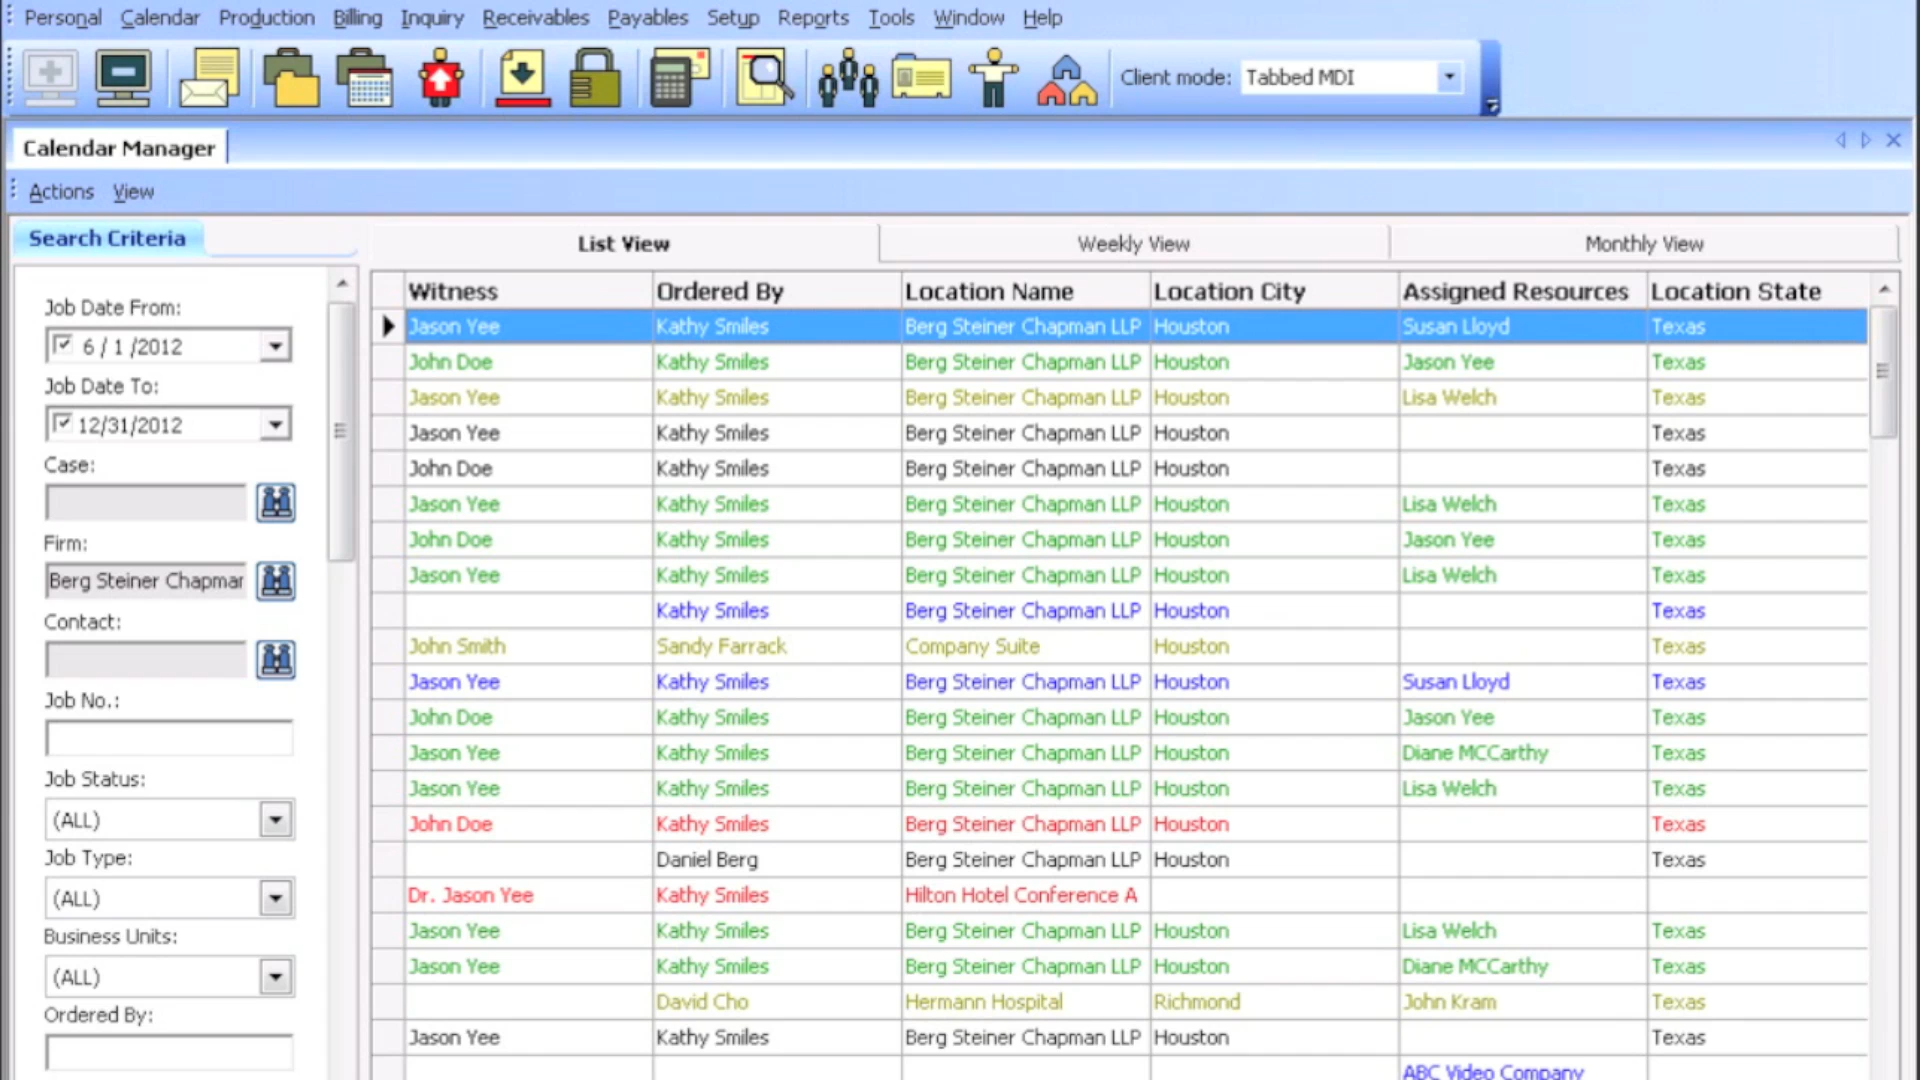 Personal Calendar Production Billing Inquiry Receivables Payables Setup Reports Tools Window Help
Client mode: Tabbed MDI
Calendar Manager
Actions View
Search Criteria
Job Date From:
6 / 1 /2012
Job Date To:
12/31/2012
Case:
Firm:
Berg Steiner Chapmar
Contact:
Job No.:
Job Status:
(ALL)
Job Type:
(ALL)
Business Units:
(ALL)
Ordered By:
List View Weekly View Monthly View
Witness Ordered By Location Name Location City Assigned Resources Location State
Jason Yee Kathy Smiles Berg Steiner Chapman LLP Houston Susan Lloyd Texas
John Doe Kathy Smiles Berg Steiner Chapman LLP Houston Jason Yee Texas
Jason Yee Kathy Smiles Berg Steiner Chapman LLP Houston Lisa Welch Texas
Jason Yee Kathy Smiles Berg Steiner Chapman LLP Houston Texas
John Doe Kathy Smiles Berg Steiner Chapman LLP Houston Texas
Jason Yee Kathy Smiles Berg Steiner Chapman LLP Houston Lisa Welch Texas
John Doe Kathy Smiles Berg Steiner Chapman LLP Houston Jason Yee Texas
Jason Yee Kathy Smiles Berg Steiner Chapman LLP Houston Lisa Welch Texas
Kathy Smiles Berg Steiner Chapman LLP Houston Texas
John Smith Sandy Farrack Company Suite Houston Texas
Jason Yee Kathy Smiles Berg Steiner Chapman LLP Houston Susan Lloyd Texas
John Doe Kathy Smiles Berg Steiner Chapman LLP Houston Jason Yee Texas
Jason Yee Kathy Smiles Berg Steiner Chapman LLP Houston Diane MCCarthy Texas
Jason Yee Kathy Smiles Berg Steiner Chapman LLP Houston Lisa Welch Texas
John Doe Kathy Smiles Berg Steiner Chapman LLP Houston Texas
Daniel Berg Berg Steiner Chapman LLP Houston Texas
Dr. Jason Yee Kathy Smiles Hilton Hotel Conference A
Jason Yee Kathy Smiles Berg Steiner Chapman LLP Houston Lisa Welch Texas
Jason Yee Kathy Smiles Berg Steiner Chapman LLP Houston Diane MCCarthy Texas
David Cho Hermann Hospital Richmond John Kram Texas
Jason Yee Kathy Smiles Berg Steiner Chapman LLP Houston Texas
ABC Video Company